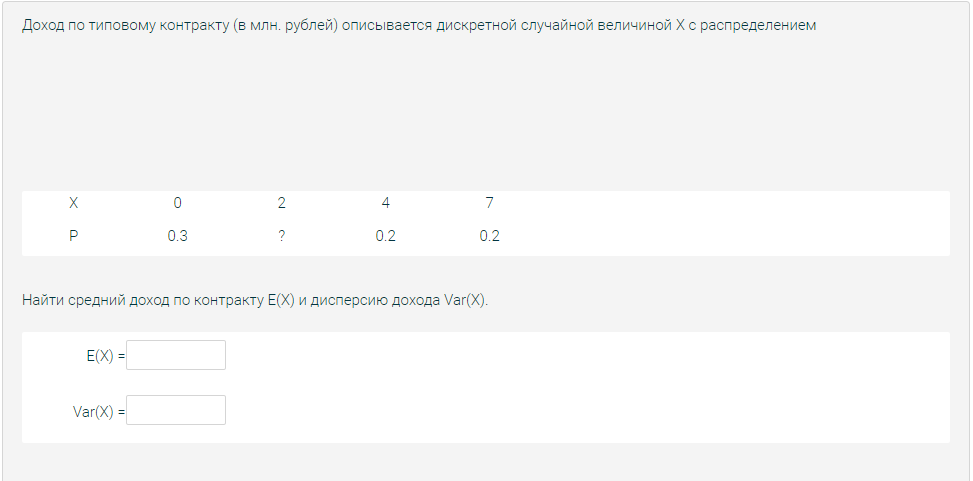 Доход по типовому контракту (в млн. рублей) описывается дискретной случайной величиной X с распределением
X 0 2 4 7
P 0.3 ? 0.2 0.2
Найти средний доход по контракту E(X) и дисперсию дохода Var(X).
E(X) =
Var(X) =